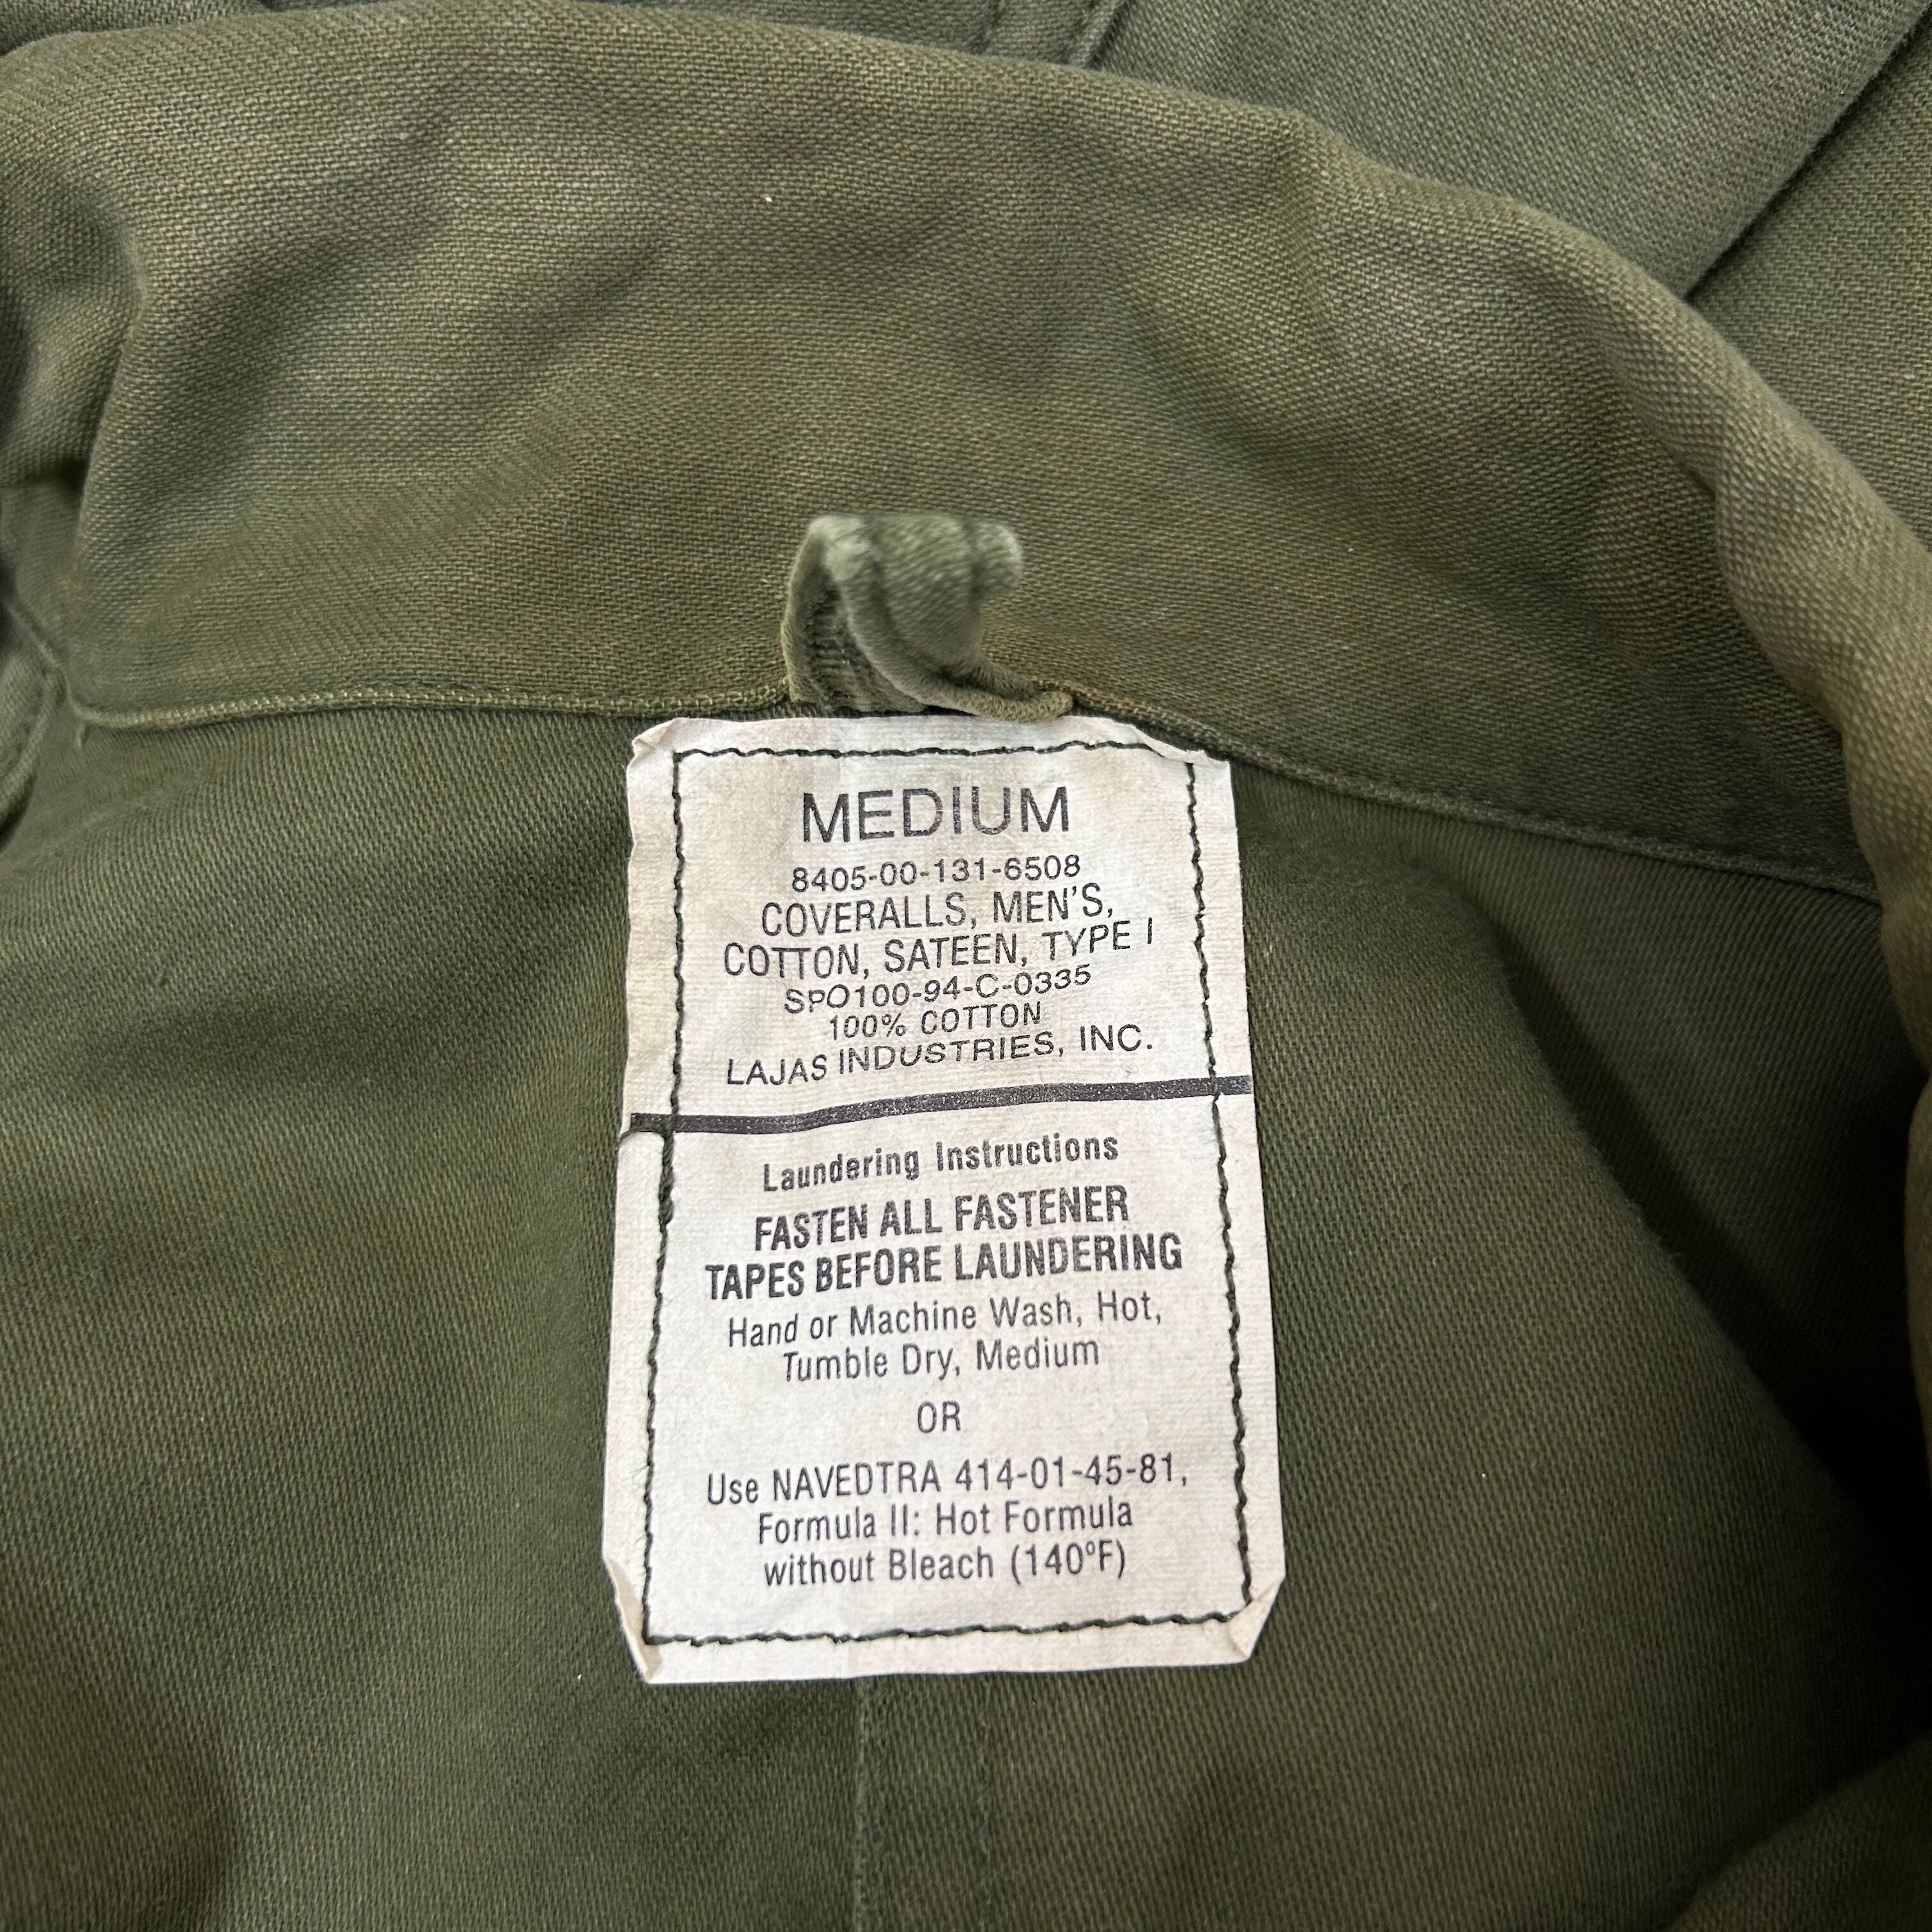 MEDIUM
8405-00-131-6508
COVERALLS, MEN'S,
COTTON, SATEEN, TYPE I
SPO100-94-C-0335
100% COTTON
LAJAS INDUSTRIES, INC.
Laundering Instructions
FASTEN ALL FASTENER
TAPES BEFORE LAUNDERING
Hand or Machine Wash, Hot,
Tumble Dry, Medium
OR
Use NAVEDTRA 414-01-45-81,
Formula II: Hot Formula
without Bleach (140ºF)